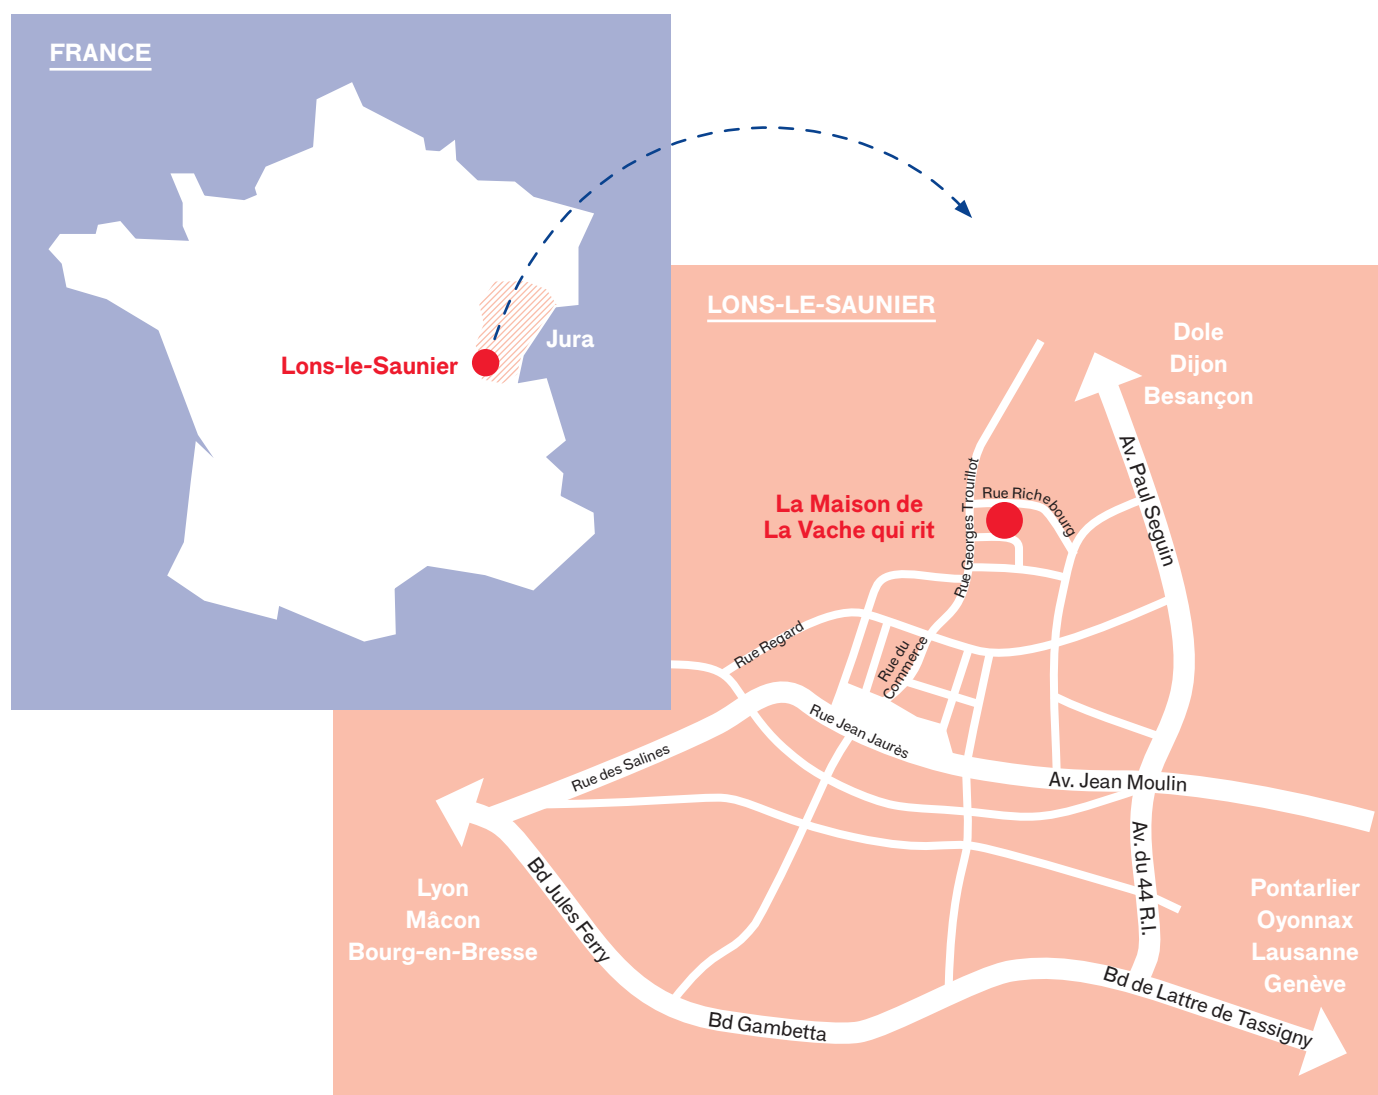 FRANCE
Jura
Lons-le-Saunier
LONS-LE-SAUNIER
Dole
Dijon
Besançon
Av. Paul Seguin
La Maison de
La Vache qui rit
Rue Georges Trouillot
Rue Richebourg
Rue Regard
Rue du
Commerce
Rue Jean Jaurès
Rue des Salines
Av. Jean Moulin
Av. du 44 R.I.
Bd Jules Ferry
Lyon
Mâcon
Bourg-en-Bresse
Pontarlier
Oyonnax
Lausanne
Genève
Bd de Lattre de Tassigny
Bd Gambetta